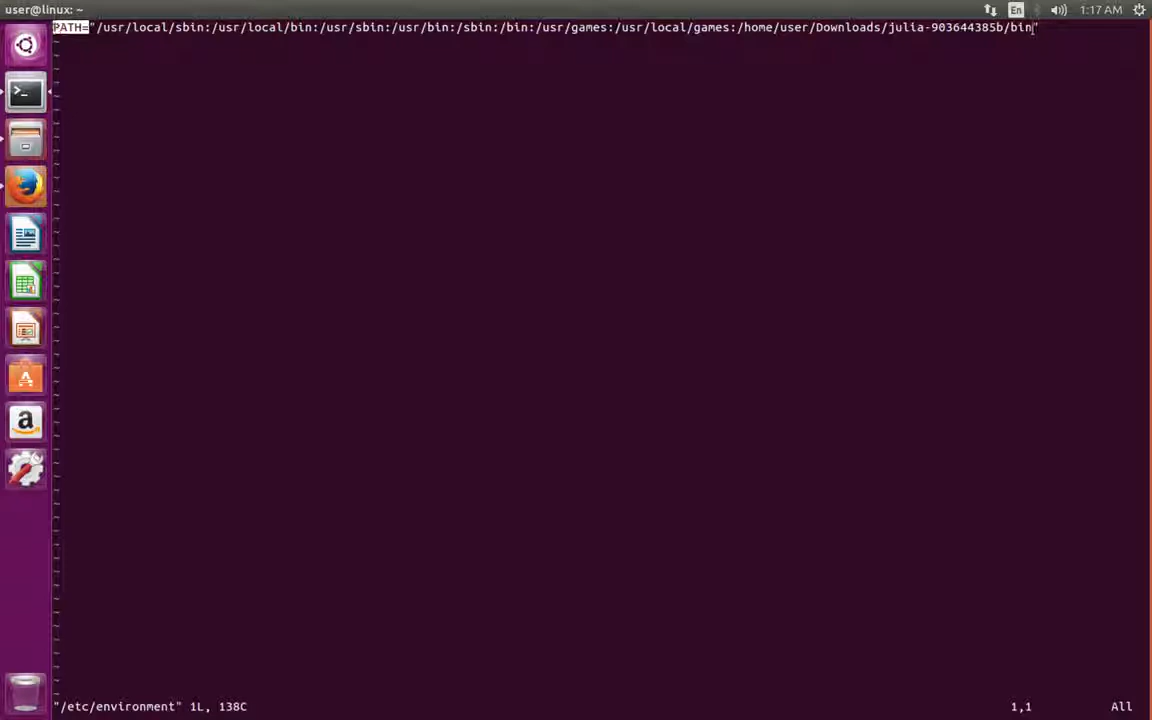 user@linux: ~
En
1:17 AM
PATH="/usr/local/sbin:/usr/local/bin:/usr/sbin:/usr/bin:/sbin:/bin:/usr/games:/usr/local/games:/home/user/Downloads/julia-903644385b/bin"
"/etc/environment" 1L, 138C 1,1 All